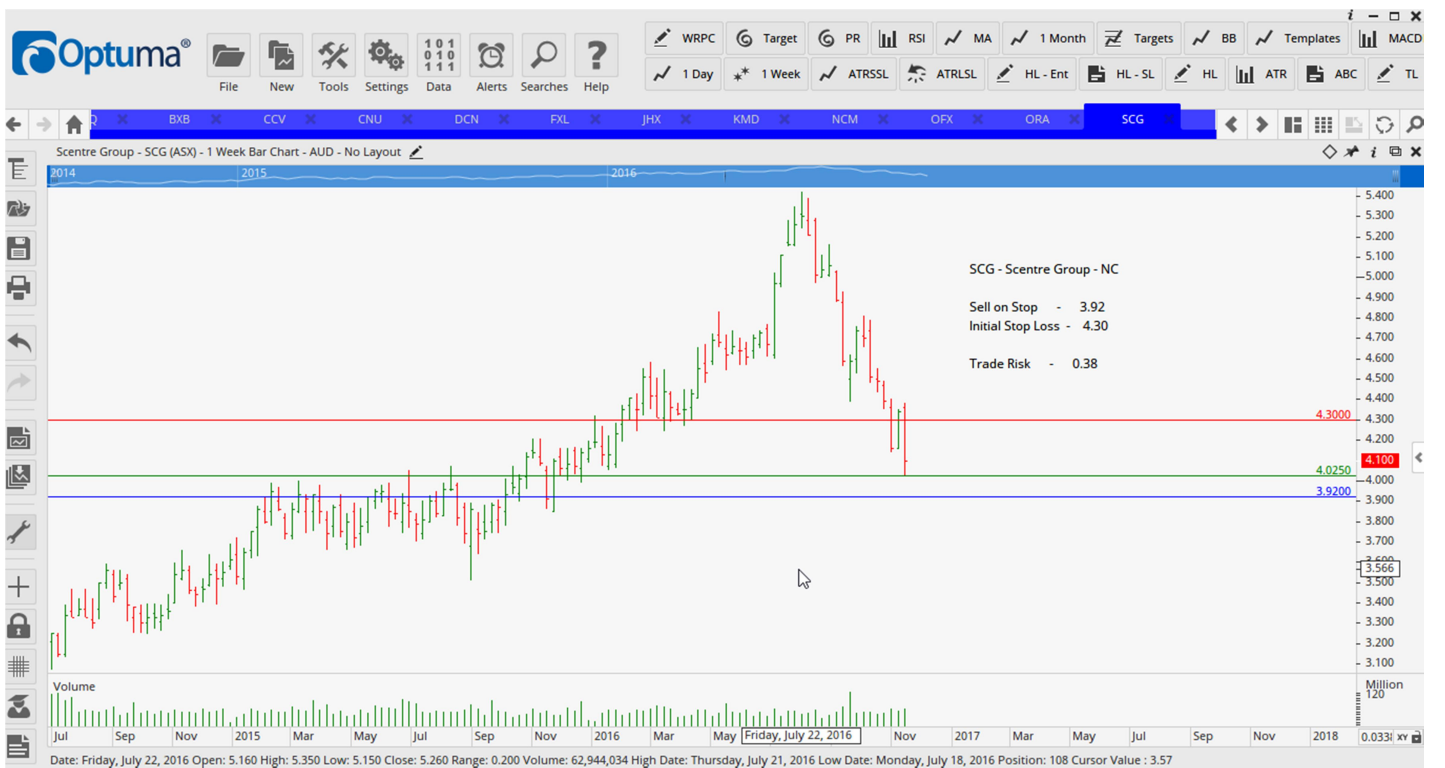 i
Optuma®
File New Tools Settings Data Alerts Searches Help
101
010
111
WRPC Target PR RSI MA 1 Month Targets BB Templates MACD
1 Day 1 Week ATRSSL ATRLSL HL - Ent HL - SL HL ATR ABC TL
BXB CCV CNU DCN FXL JHX KMD NCM OFX ORA SCG
Scentre Group - SCG (ASX) - 1 Week Bar Chart - AUD - No Layout
i
2014 2015 2016
5.400
5.300
5.200
5.100
5.000
4.900
4.800
4.700
4.600
4.500
4.400
4.300
4.200
4.100
4.000
3.900
3.800
3.700
3.600
3.566
3.500
3.400
3.300
3.200
3.100
SCG - Scentre Group - NC
Sell on Stop - 3.92
Initial Stop Loss - 4.30
Trade Risk - 0.38
4.3000
4.0250
3.9200
Volume
Million
120
Jul Sep Nov 2015 Mar May Jul Sep Nov 2016 Mar May Friday, July 22, 2016 Nov 2017 Mar May Jul Sep Nov 2018 XY
Date: Friday, July 22, 2016 Open: 5.160 High: 5.350 Low: 5.150 Close: 5.260 Range: 0.200 Volume: 62,944,034 High Date: Thursday, July 21, 2016 Low Date: Monday, July 18, 2016 Position: 108 Cursor Value : 3.57